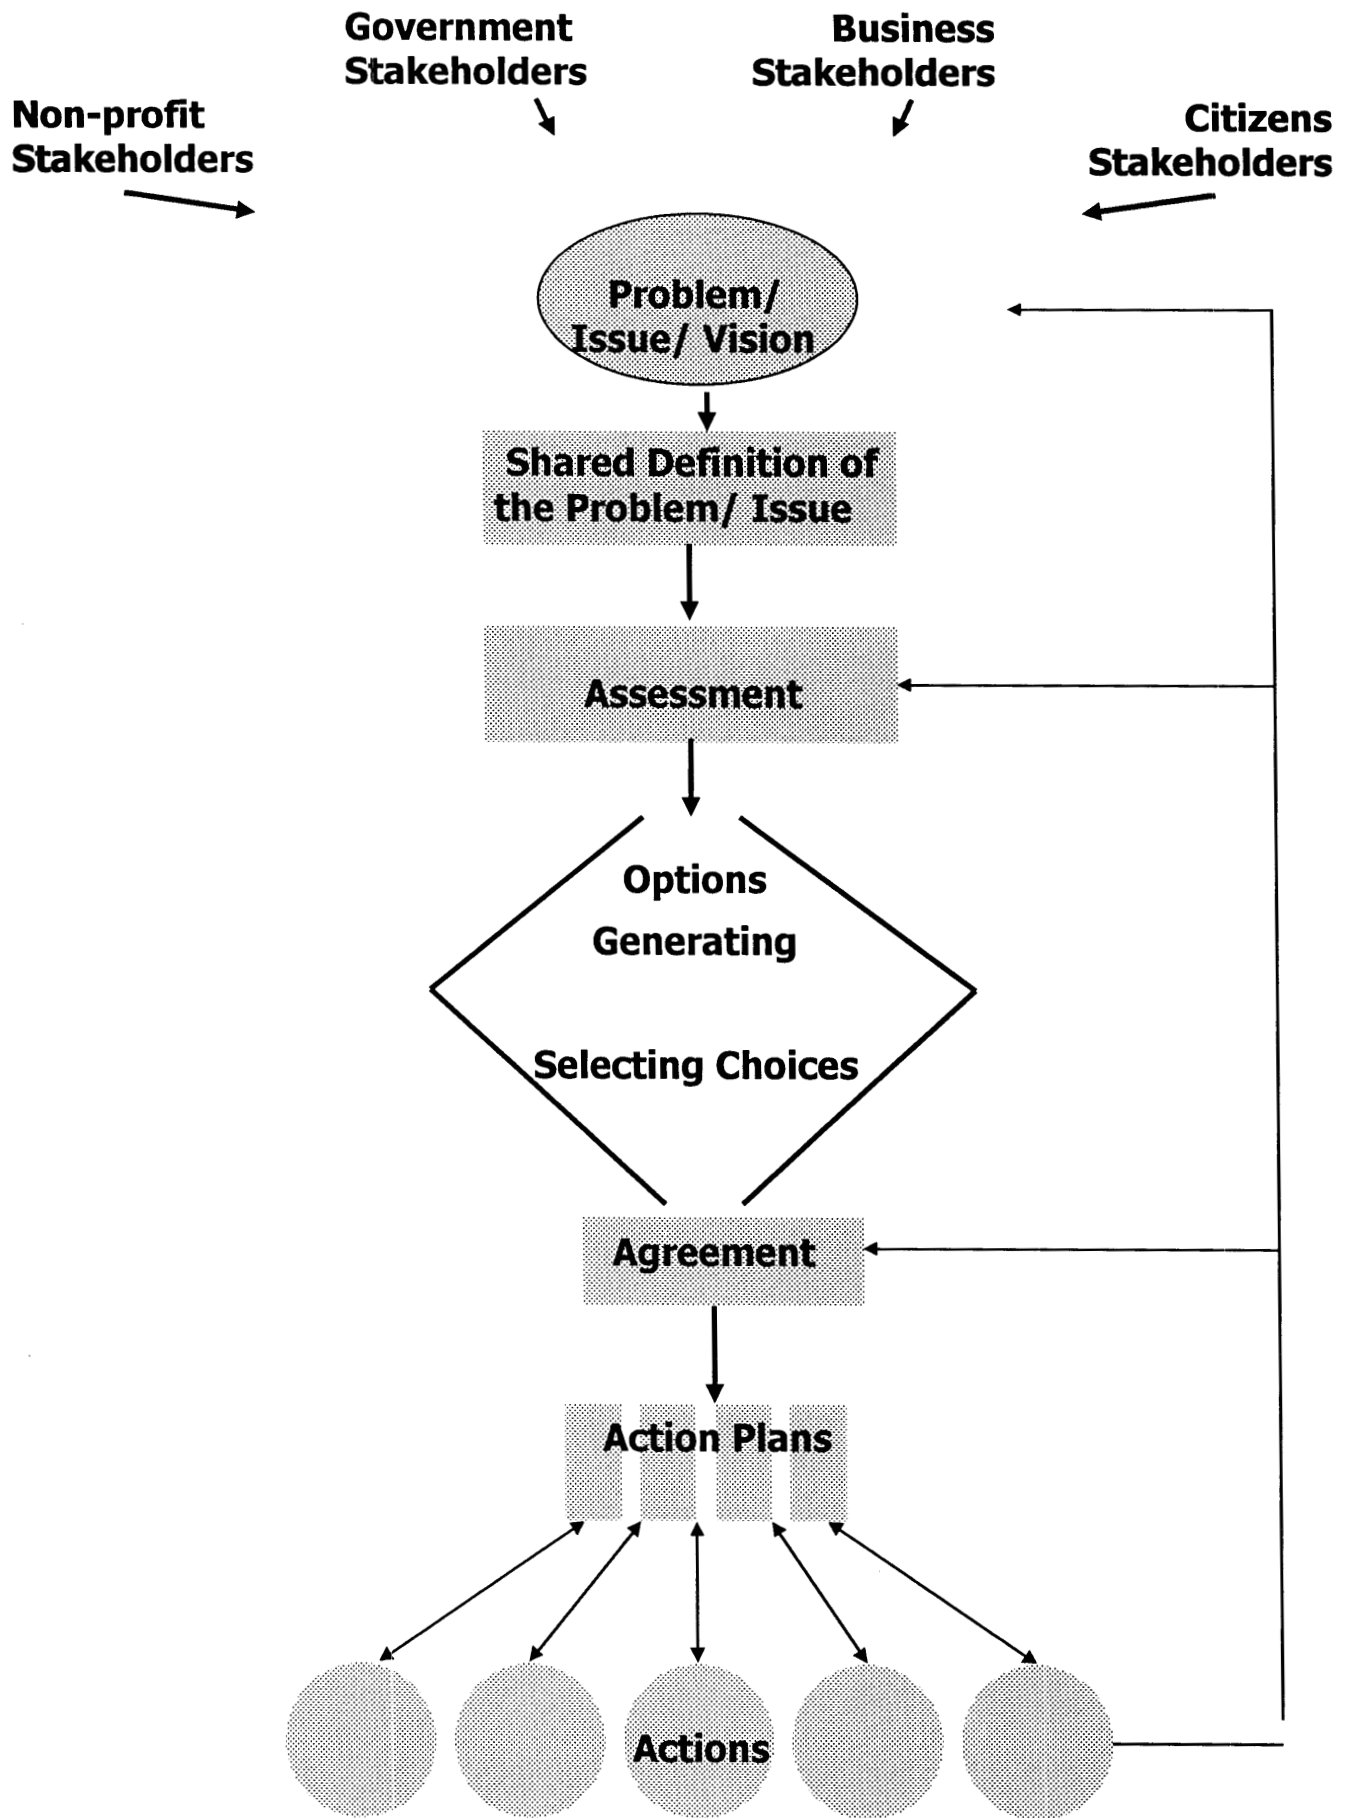 Government
Stakeholders
Business
Stakeholders
Non-profit
Stakeholders
Citizens
Stakeholders
Problem/
Issue/ Vision
Shared Definition of
the Problem/ Issue
Assessment
Options
Generating
Selecting Choices
Agreement
Action Plans
Actions